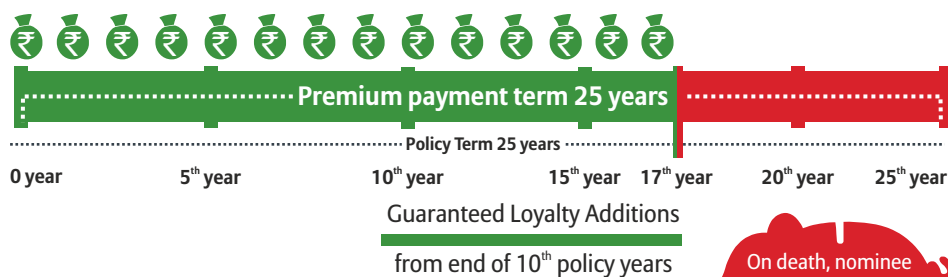 ₹ ₹ ₹ ₹ ₹ ₹ ₹ ₹ ₹ ₹ ₹ ₹ ₹ ₹
Premium payment term 25 years
Policy Term 25 years
0 year 5th year 10th year 15th year 17th year 20th year 25th year
Guaranteed Loyalty Additions
from end of 10th policy years
On death, nominee